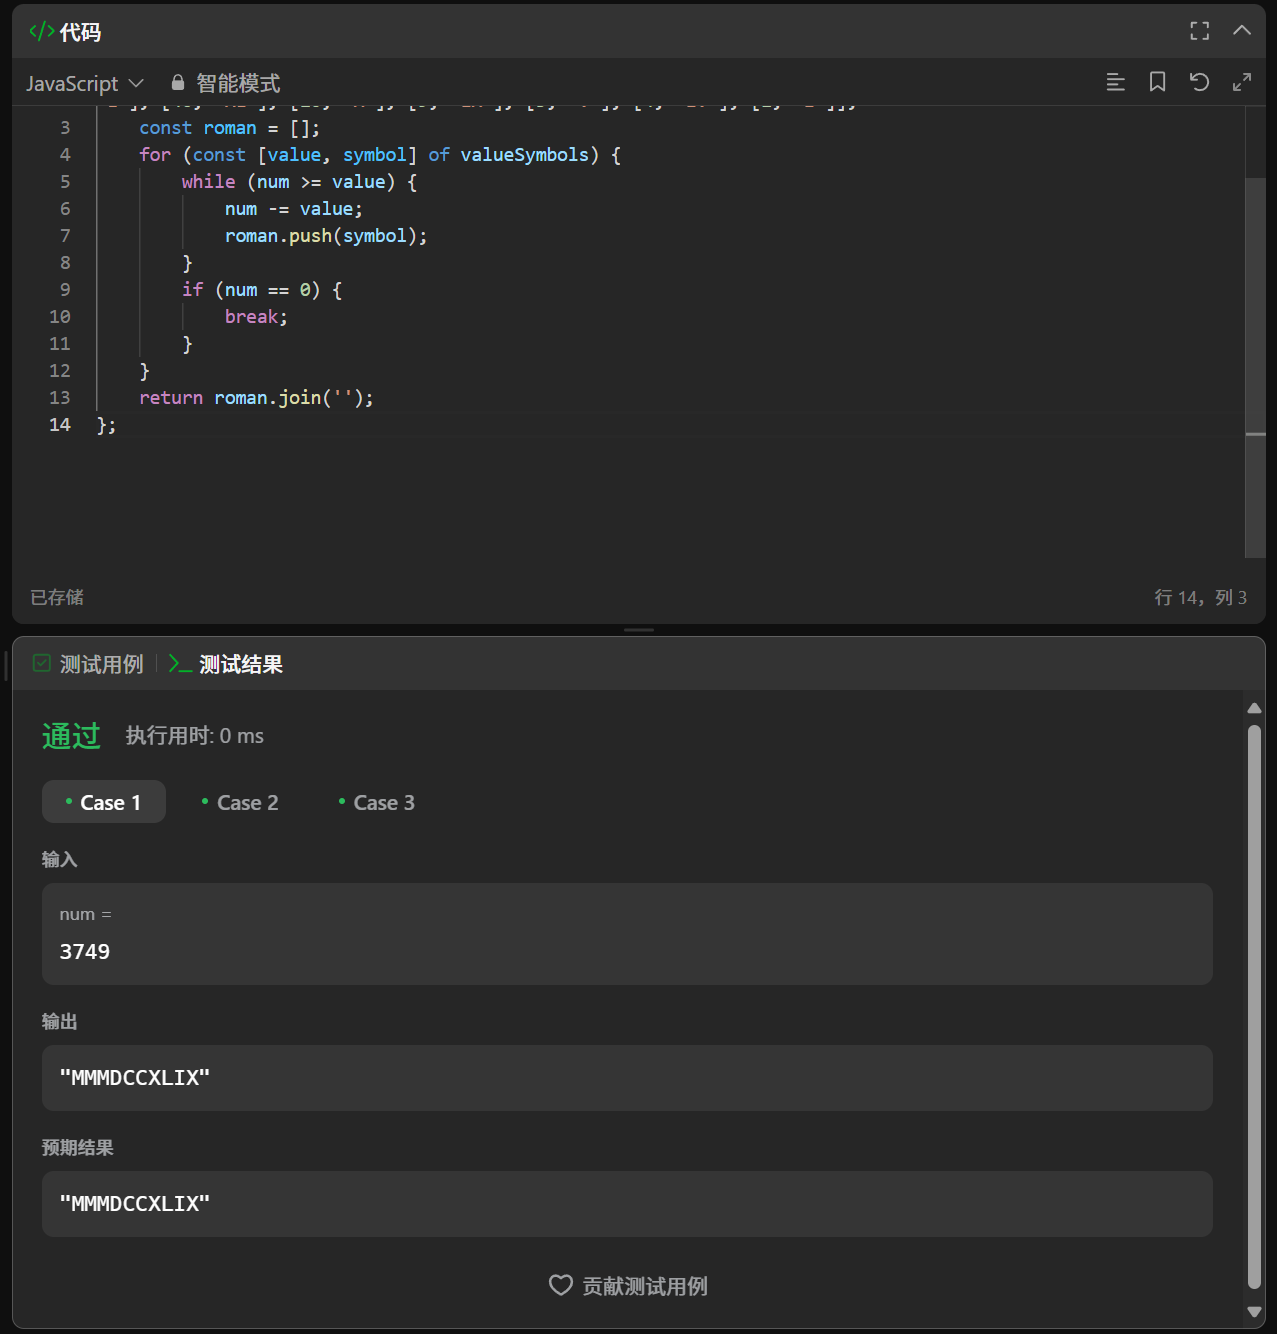 </> 代码
JavaScript 智能模式
3 const roman = [];
4 for (const [value, symbol] of valueSymbols) {
5 while (num >= value) {
6 num -= value;
7 roman.push(symbol);
8 }
9 if (num == 0) {
10 break;
11 }
12 }
13 return roman.join('');
14 };
已存储 行 14，列 3
测试用例 >_ 测试结果
通过 执行用时: 0 ms
Case 1 Case 2 Case 3
输入
num =
3749
输出
"MMMDCCXLIX"
预期结果
"MMMDCCXLIX"
贡献测试用例